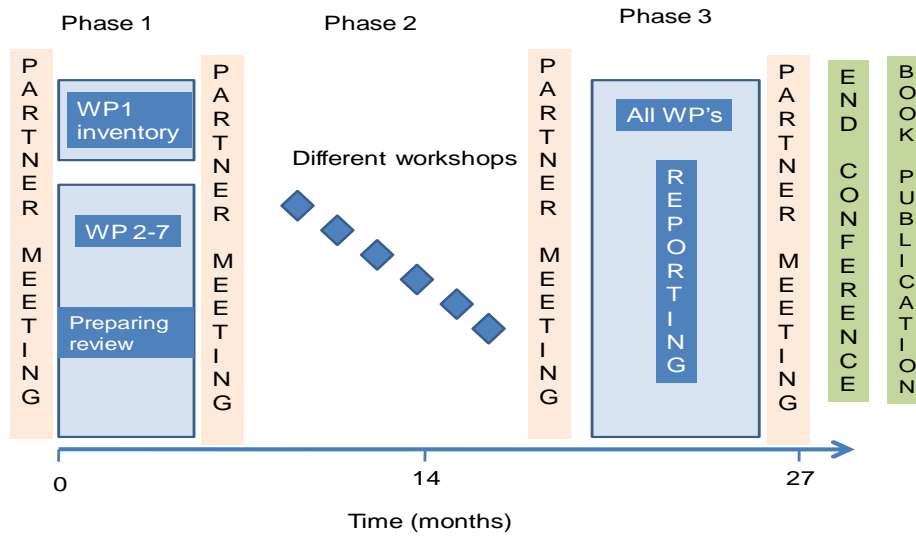 Phase 1
Phase 2
Phase 3
PARTNER MEETING
WP1
inventory
WP 2-7
Preparing
review
PARTNER MEETING
Different workshops
PARTNER MEETING
All WP's
REPORTING
PARTNER MEETING
END CONFERENCE
BOOK PUBLICATION
0
14
27
Time (months)